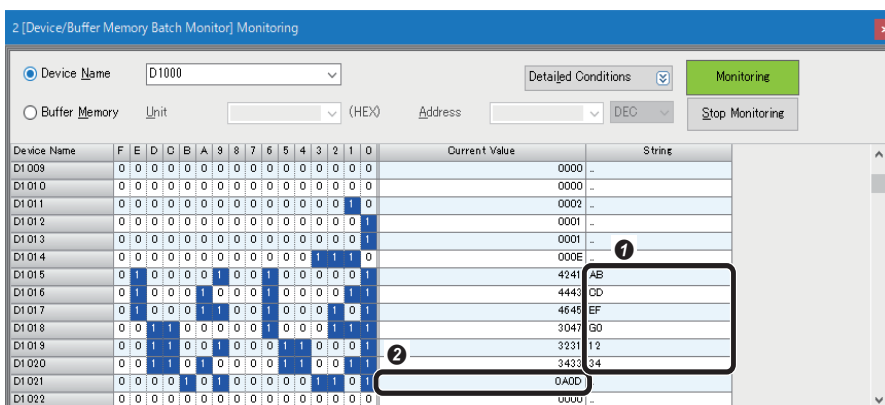 2 [Device/Buffer Memory Batch Monitor] Monitoring
Device Name D1000 Detailed Conditions Monitoring
Buffer Memory Unit (HEX) Address DEC Stop Monitoring
Device Name F E D C B A 9 8 7 6 5 4 3 2 1 0 Current Value String
D1009 0 0 0 0 0 0 0 0 0 0 0 0 0 0 0 0 0000 ..
D1010 0 0 0 0 0 0 0 0 0 0 0 0 0 0 0 0 0000 ..
D1011 0 0 0 0 0 0 0 0 0 0 0 0 0 0 1 0 0002 ..
D1012 0 0 0 0 0 0 0 0 0 0 0 0 0 0 0 1 0001 ..
D1013 0 0 0 0 0 0 0 0 0 0 0 0 0 0 0 1 0001 ..
D1014 0 0 0 0 0 0 0 0 0 0 0 0 1 1 1 0 000E .. 1
D1015 0 1 0 0 0 0 1 0 0 1 0 0 0 0 0 1 4241 AB
D1016 0 1 0 0 0 1 0 0 0 1 0 0 0 0 1 1 4443 CD
D1017 0 1 0 0 0 1 1 0 0 1 0 0 0 1 0 1 4645 EF
D1018 0 0 1 1 0 0 0 0 0 1 0 0 0 1 1 1 3047 G0
D1019 0 0 1 1 0 0 1 0 0 0 1 1 0 0 0 1 3231 12
D1020 0 0 1 1 0 1 0 0 0 0 1 1 0 0 1 1 2 3433 34
D1021 0 0 0 0 1 0 1 0 0 0 0 0 1 1 0 1 0A0D ..
D1022 0 0 0 0 0 0 0 0 0 0 0 0 0 0 0 0 0000 ..